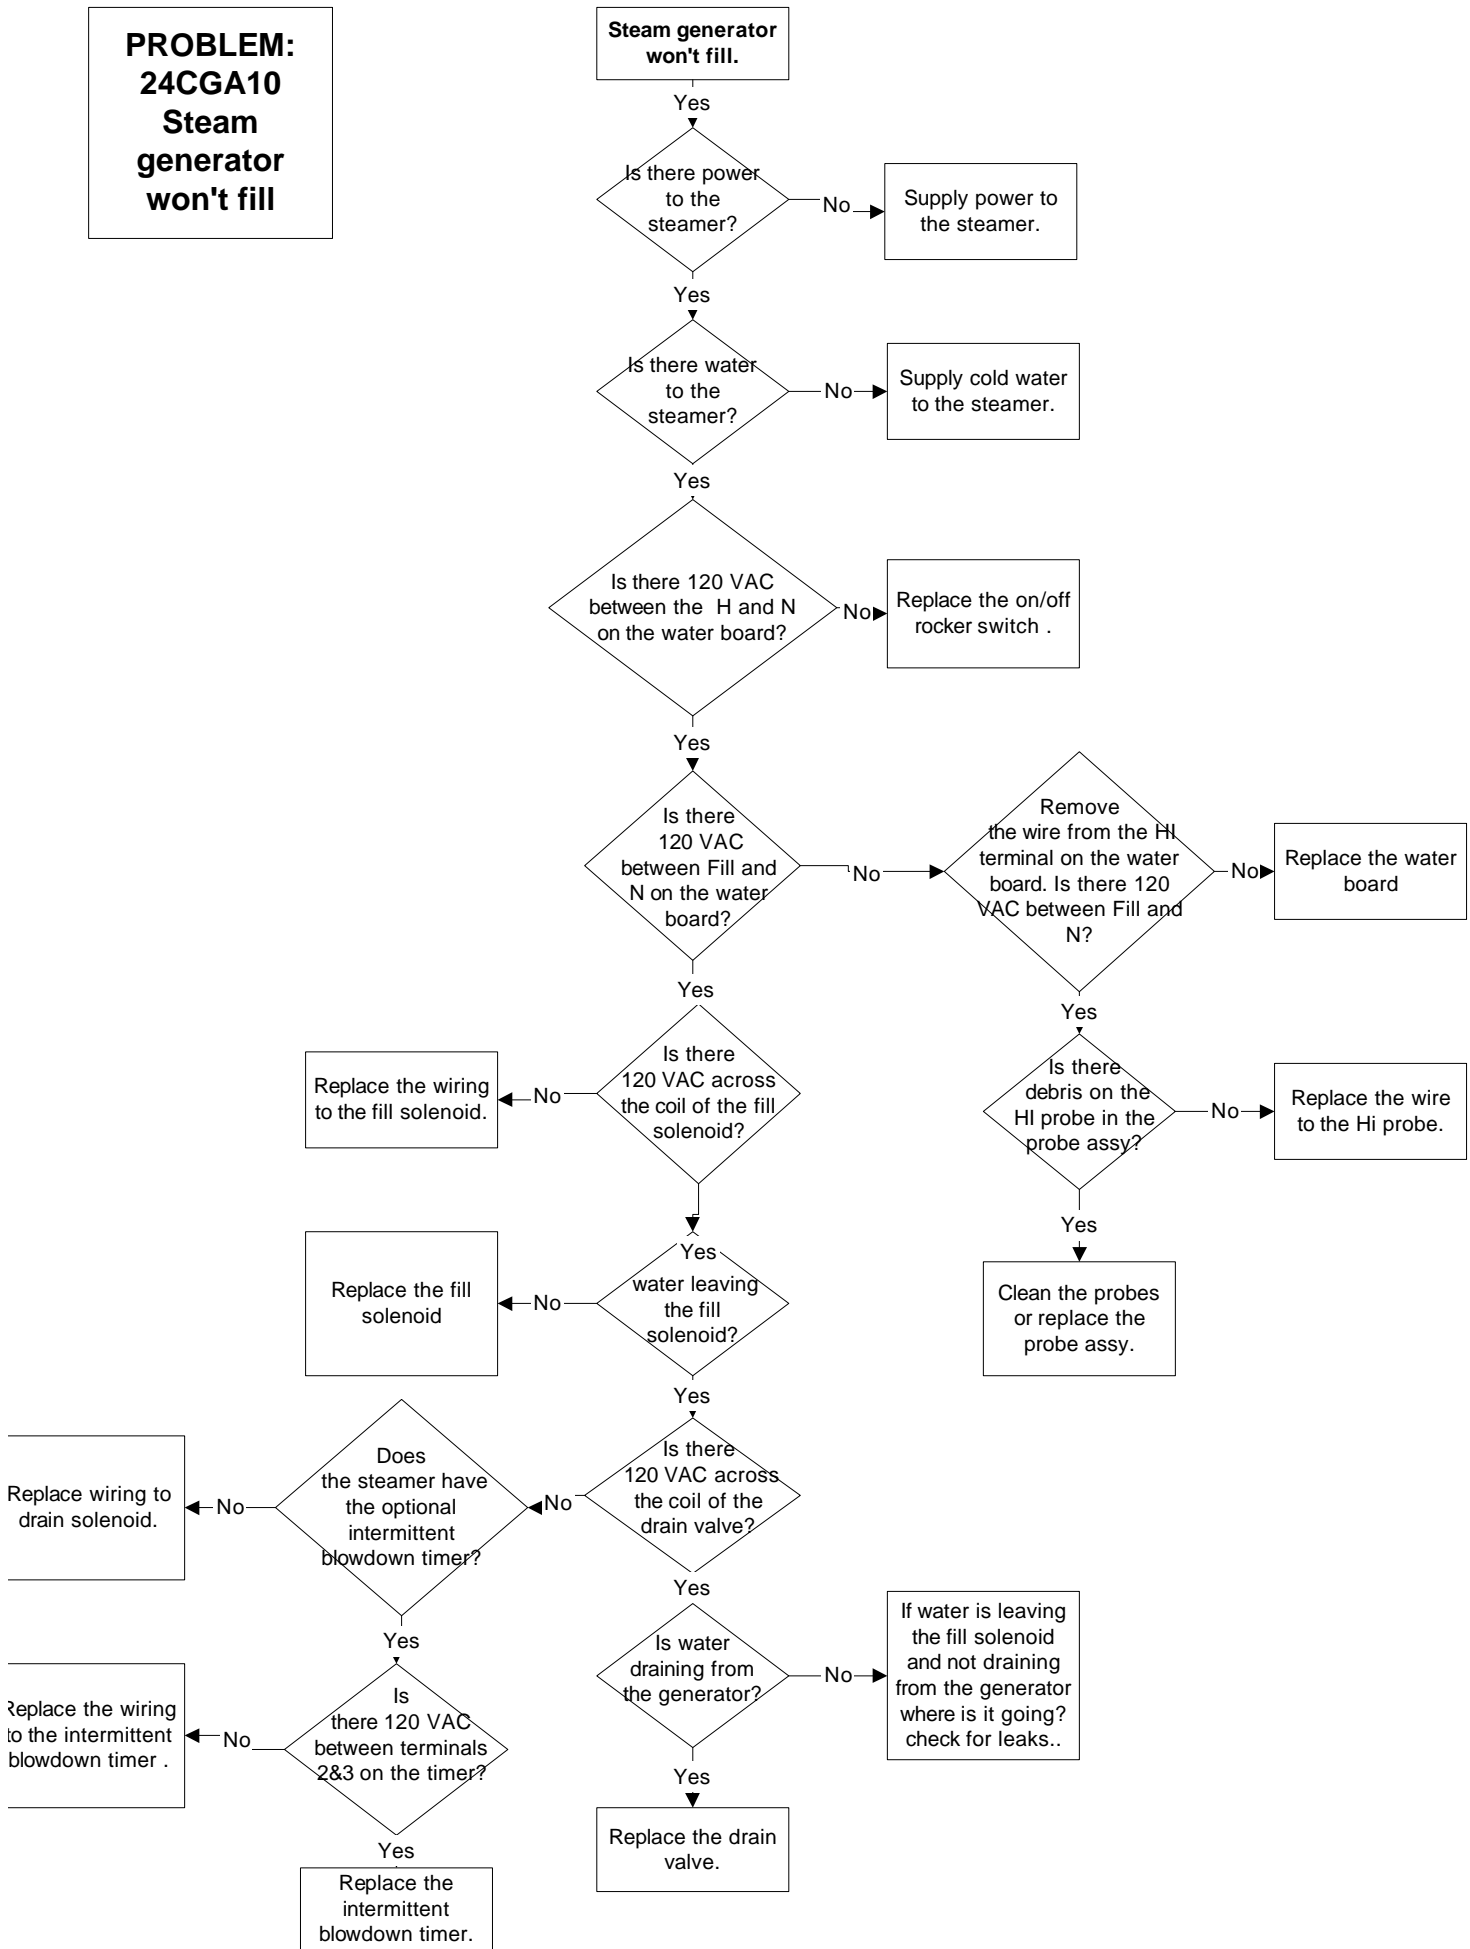 PROBLEM:
24CGA10
Steam
generator
won't fill
Steam generator
won't fill.
Yes
Is there power
to the
steamer?
No
Supply power to
the steamer.
Yes
Is there water
to the
steamer?
No
Supply cold water
to the steamer.
Yes
Is there 120 VAC
between the H and N
on the water board?
No
Replace the on/off
rocker switch .
Yes
Is there
120 VAC
between Fill and
N on the water
board?
No
Remove
the wire from the HI
terminal on the water
board. Is there 120
VAC between Fill and
N?
No
Replace the water
board
Yes
Yes
Is there
debris on the
HI probe in the
probe assy?
No
Replace the wire
to the Hi probe.
Yes
Clean the probes
or replace the
probe assy.
Is there
120 VAC across
the coil of the fill
solenoid?
No
Replace the wiring
to the fill solenoid.
Yes
water leaving
the fill
solenoid?
No
Replace the fill
solenoid
Yes
Is there
120 VAC across
the coil of the
drain valve?
No
Does
the steamer have
the optional
intermittent
blowdown timer?
No
Replace wiring to
drain solenoid.
Yes
Is
there 120 VAC
between terminals
2&3 on the timer?
No
Replace the wiring
to the intermittent
blowdown timer .
Yes
Replace the
intermittent
blowdown timer.
Yes
Is water
draining from
the generator?
No
If water is leaving
the fill solenoid
and not draining
from the generator
where is it going?
check for leaks..
Yes
Replace the drain
valve.